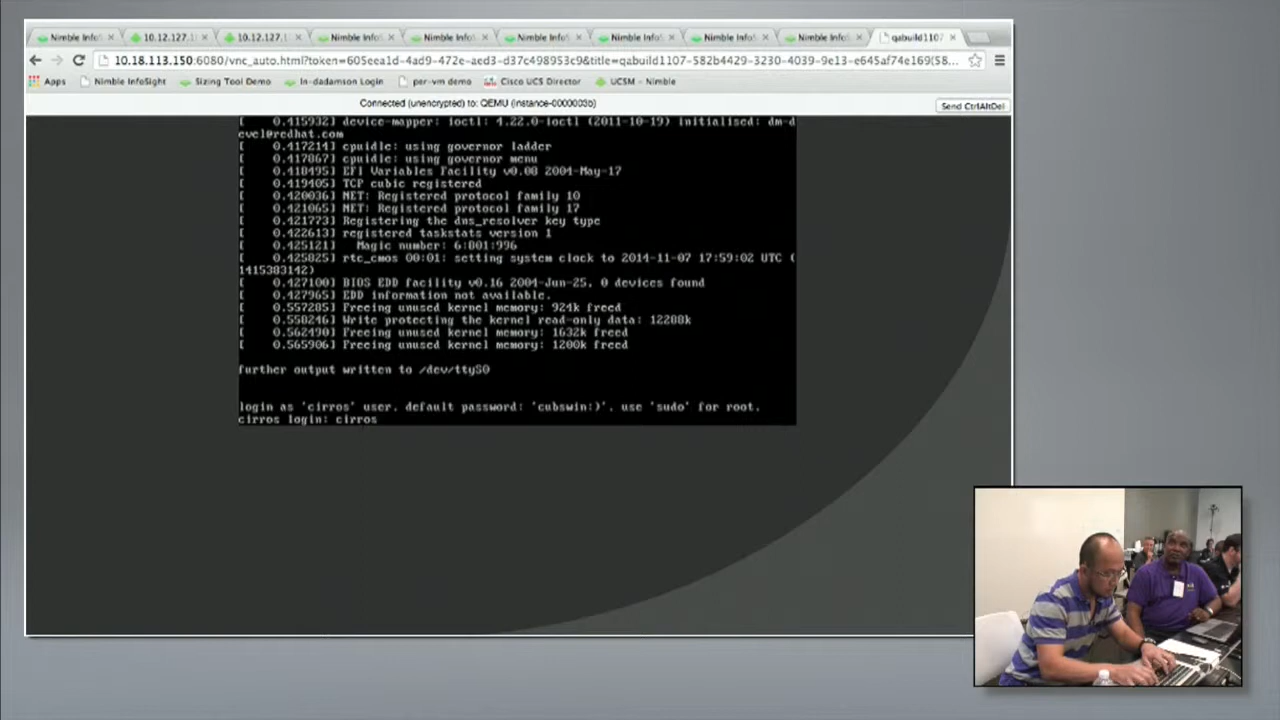 Nimble InfoS
10.12.127.1
10.12.127.1
Nimble InfoS
Nimble InfoS
Nimble InfoS
Nimble InfoS
Nimble InfoS
Nimble InfoS
qabuild1107
10.18.113.150:6080/vnc_auto.html?token=605eea1d-4ad9-472e-aed3-d37c498953c9&title=qabuild1107-582b4429-3230-4039-9e13-e645af74e169(58...
Apps Nimble InfoSight Sizing Tool Demo In-dadamson Login per-vm demo Cisco UCS Director UCSM - Nimble
Connected (unencrypted) to: QEMU (instance-0000003b)
Send CtrlAltDel
[ 0.415932] device-mapper: ioctl: 4.22.0-ioctl (2011-10-19) initialised: dm-d
evel@redhat.com
[ 0.417214] cpuidle: using governor ladder
[ 0.417867] cpuidle: using governor menu
[ 0.418495] EFI Variables Facility v0.08 2004-May-17
[ 0.419405] TCP cubic registered
[ 0.420036] NET: Registered protocol family 10
[ 0.421065] NET: Registered protocol family 17
[ 0.421773] Registering the dns_resolver key type
[ 0.422613] registered taskstats version 1
[ 0.425121] Magic number: 6:801:996
[ 0.425825] rtc_cmos 00:01: setting system clock to 2014-11-07 17:59:02 UTC (
1415383142)
[ 0.427100] BIOS EDD facility v0.16 2004-Jun-25, 0 devices found
[ 0.427965] EDD information not available.
[ 0.557285] Freeing unused kernel memory: 924k freed
[ 0.558246] Write protecting the kernel read-only data: 12288k
[ 0.562490] Freeing unused kernel memory: 1632k freed
[ 0.565906] Freeing unused kernel memory: 1200k freed
further output written to /dev/ttyS0
login as 'cirros' user. default password: 'cubswin:)'. use 'sudo' for root.
cirros login: cirros